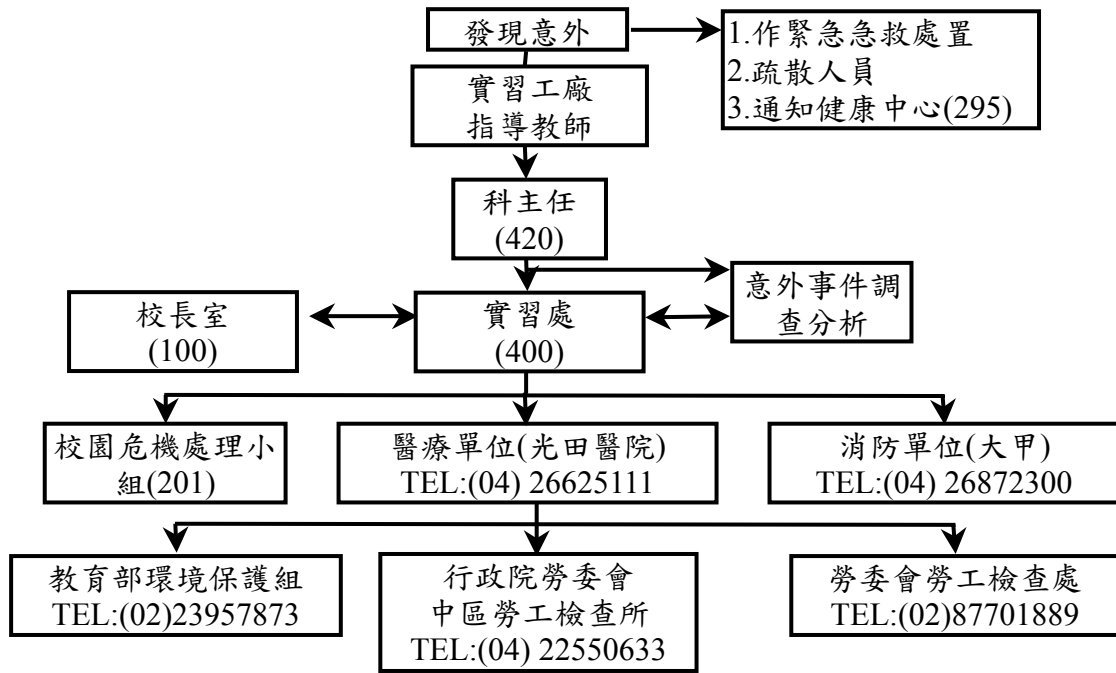 發現意外
1.作緊急急救處置
2.疏散人員
3.通知健康中心(295)
實習工廠
指導教師
科主任
(420)
校長室
(100)
實習處
(400)
意外事件調
查分析
校園危機處理小
組(201)
醫療單位(光田醫院)
TEL:(04) 26625111
消防單位(大甲)
TEL:(04) 26872300
教育部環境保護組
TEL:(02)23957873
行政院勞委會
中區勞工檢查所
TEL:(04) 22550633
勞委會勞工檢查處
TEL:(02)87701889